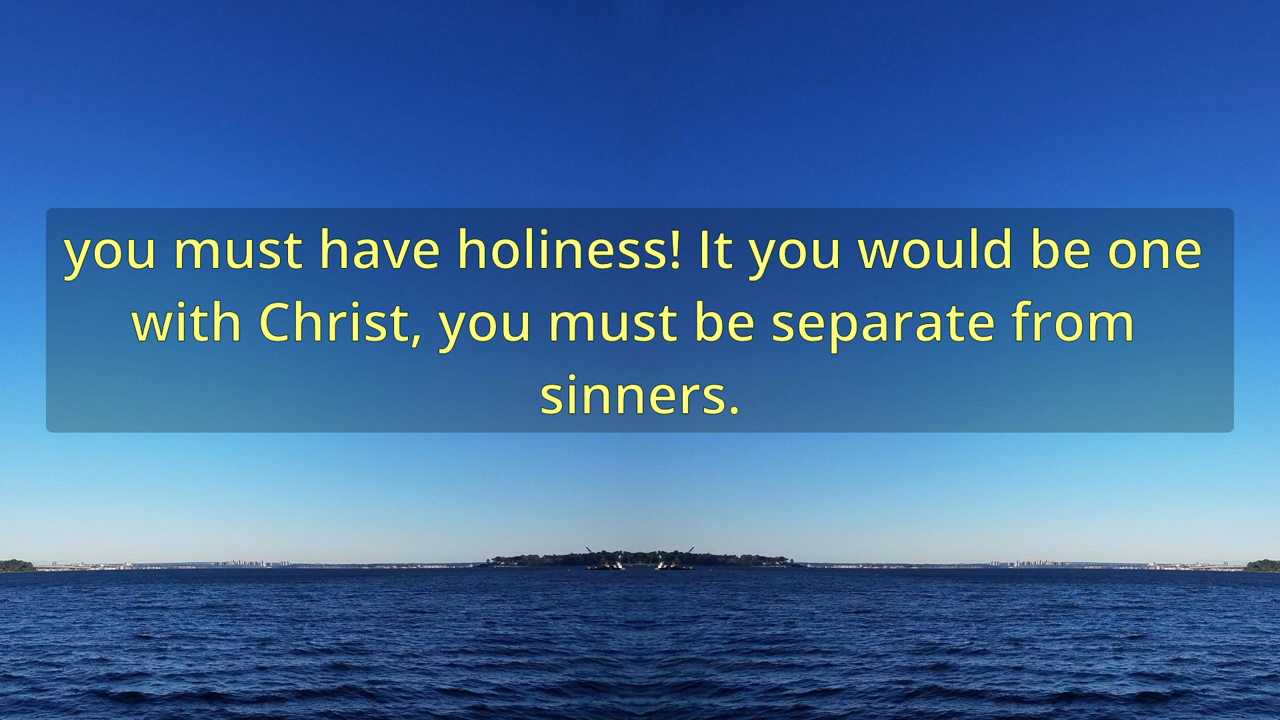 you must have holiness! It you would be one
with Christ, you must be separate from
sinners.